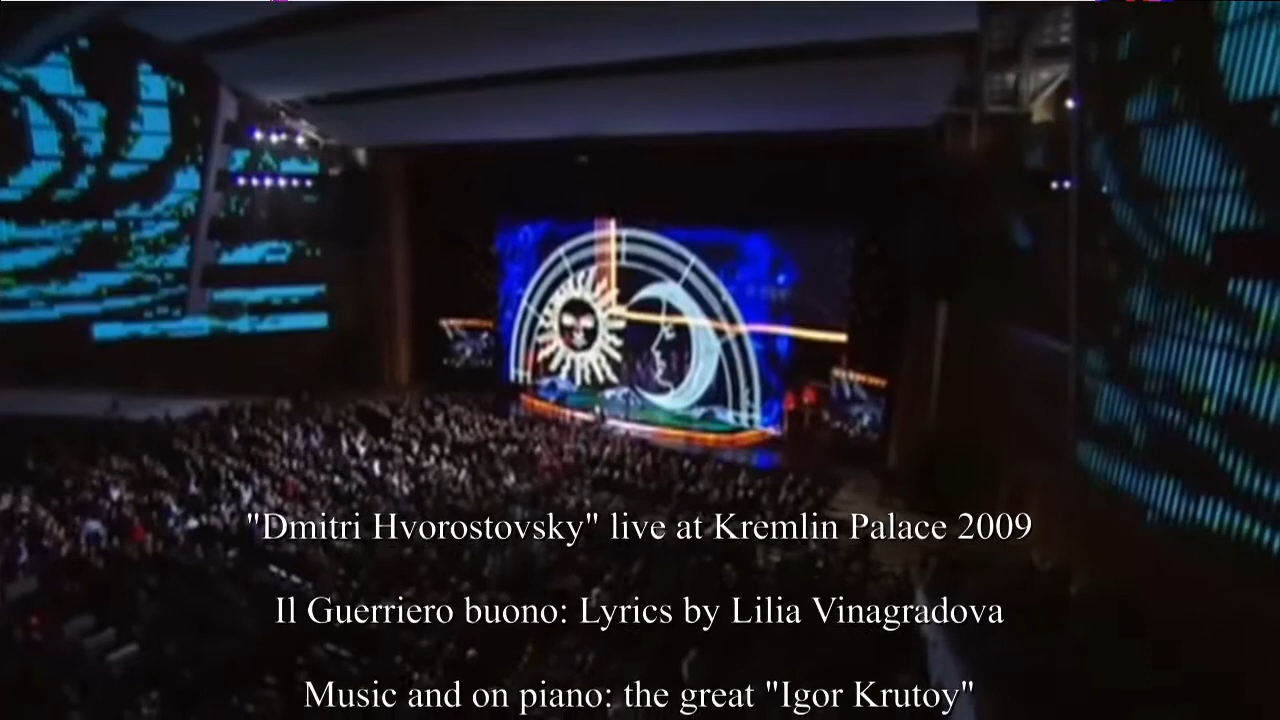 "Dmitri Hvorostovsky" live at Kremlin Palace 2009
Il Guerriero buono: Lyrics by Lilia Vinagradova
Music and on piano: the great "Igor Krutoy"